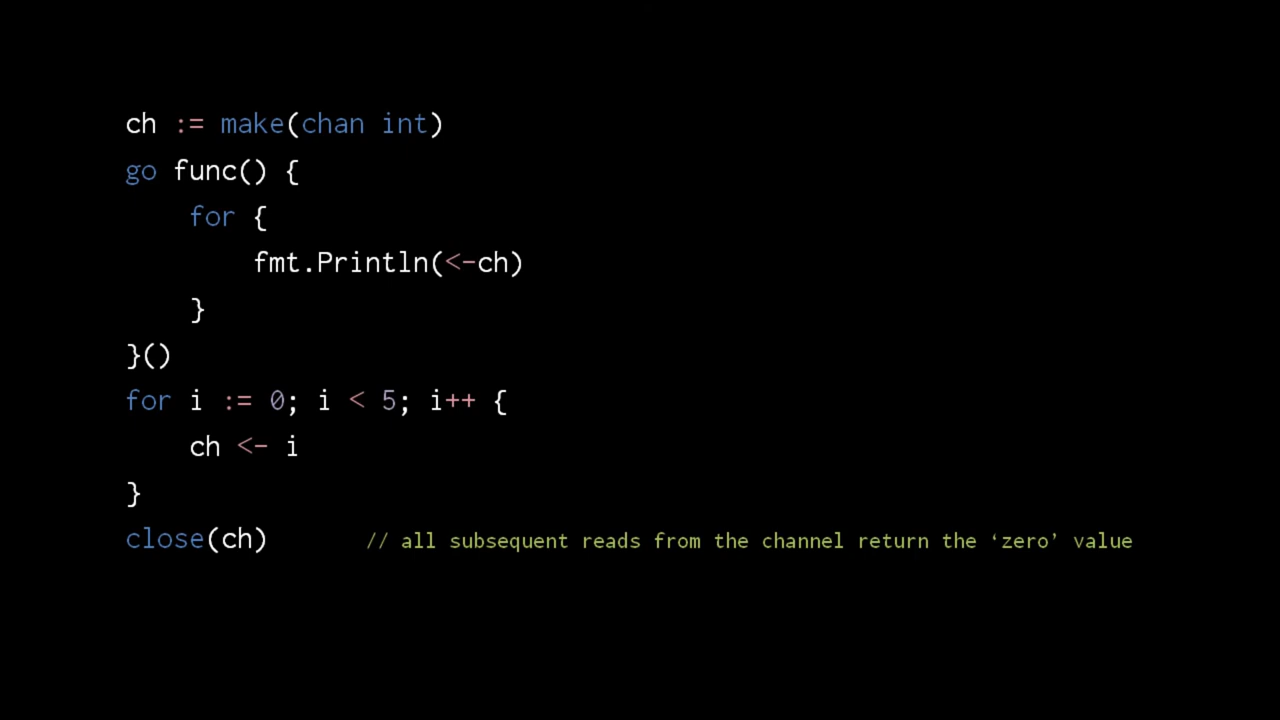 ch := make(chan int)
go func() {
    for {
        fmt.Println(<-ch)
    }
}()
for i := 0; i < 5; i++ {
    ch <- i
}
close(ch) // all subsequent reads from the channel return the ‘zero’ value